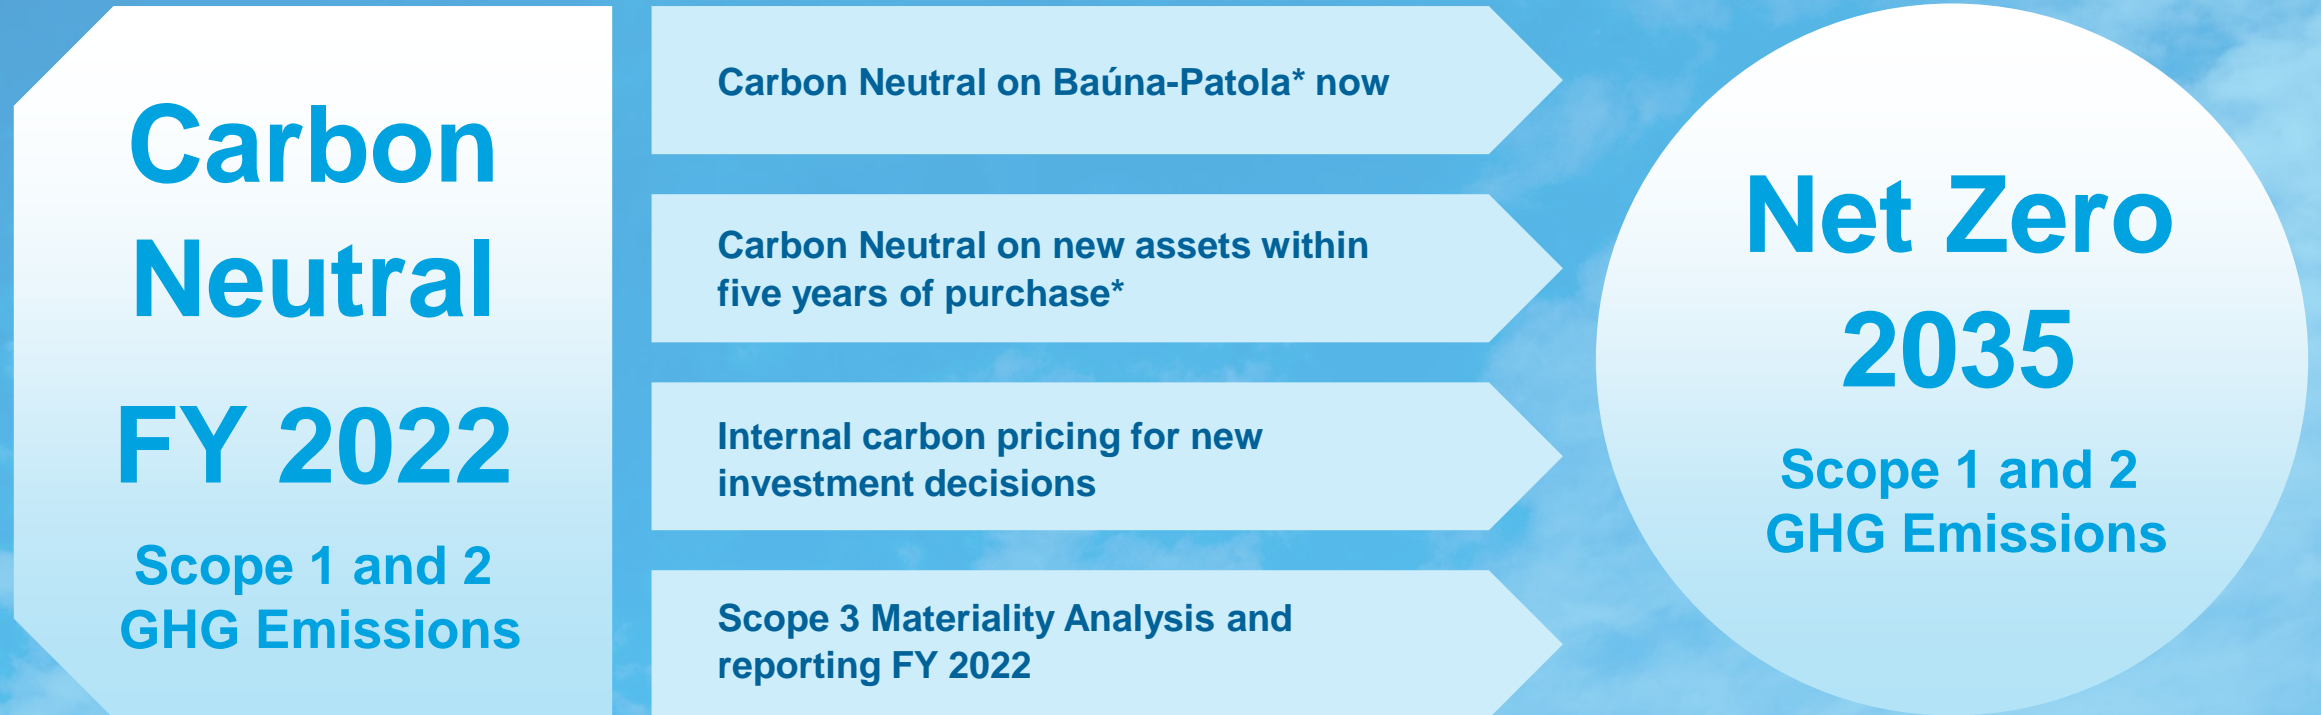 Carbon
Neutral
FY 2022
Scope 1 and 2
GHG Emissions
Carbon Neutral on Baúna-Patola* now
Carbon Neutral on new assets within
five years of purchase*
Internal carbon pricing for new
investment decisions
Scope 3 Materiality Analysis and
reporting FY 2022
Net Zero
2035
Scope 1 and 2
GHG Emissions